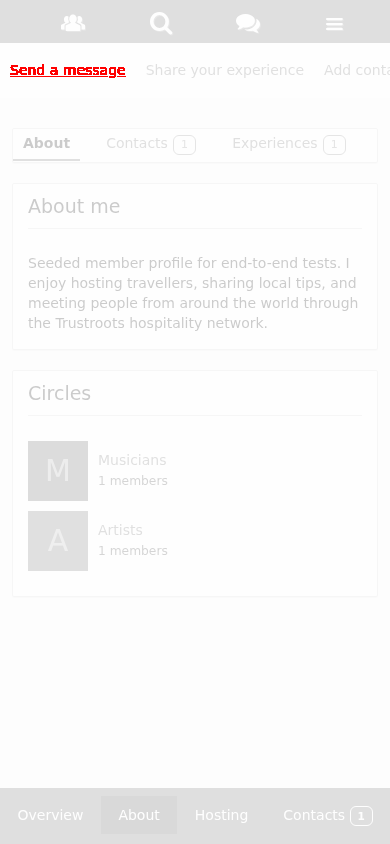 Send a message Share your experience Add conta
About Contacts 1 Experiences 1
About me
Seeded member profile for end-to-end tests. I
enjoy hosting travellers, sharing local tips, and
meeting people from around the world through
the Trustroots hospitality network.
Circles
M
Musicians
1 members
A
Artists
1 members
Overview About Hosting Contacts 1